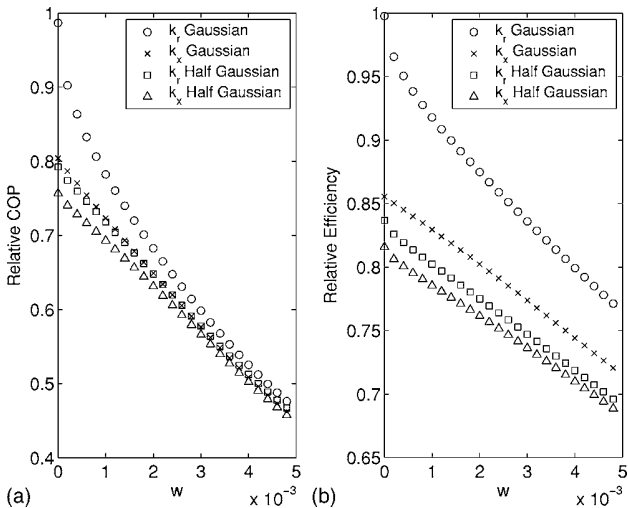 1
0.9
0.8
0.7
0.6
0.5
0.4
Relative COP
k_r Gaussian
k_x Gaussian
k_r Half Gaussian
k_x Half Gaussian
0 1 2 3 4 5
w
x 10^-3
(a)
1
0.95
0.9
0.85
0.8
0.75
0.7
0.65
Relative Efficiency
k_r Gaussian
k_x Gaussian
k_r Half Gaussian
k_x Half Gaussian
0 1 2 3 4 5
w
x 10^-3
(b)